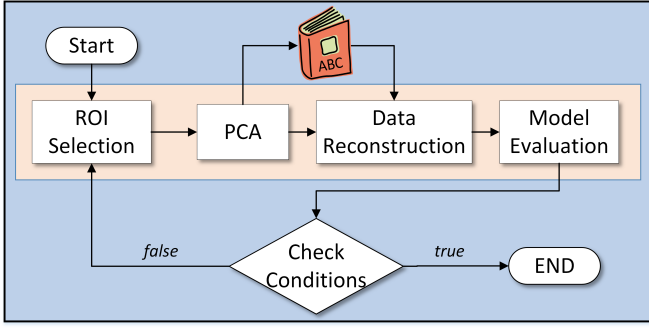 Start
ABC
ROI
Selection
PCA
Data
Reconstruction
Model
Evaluation
false
Check
Conditions
true
END